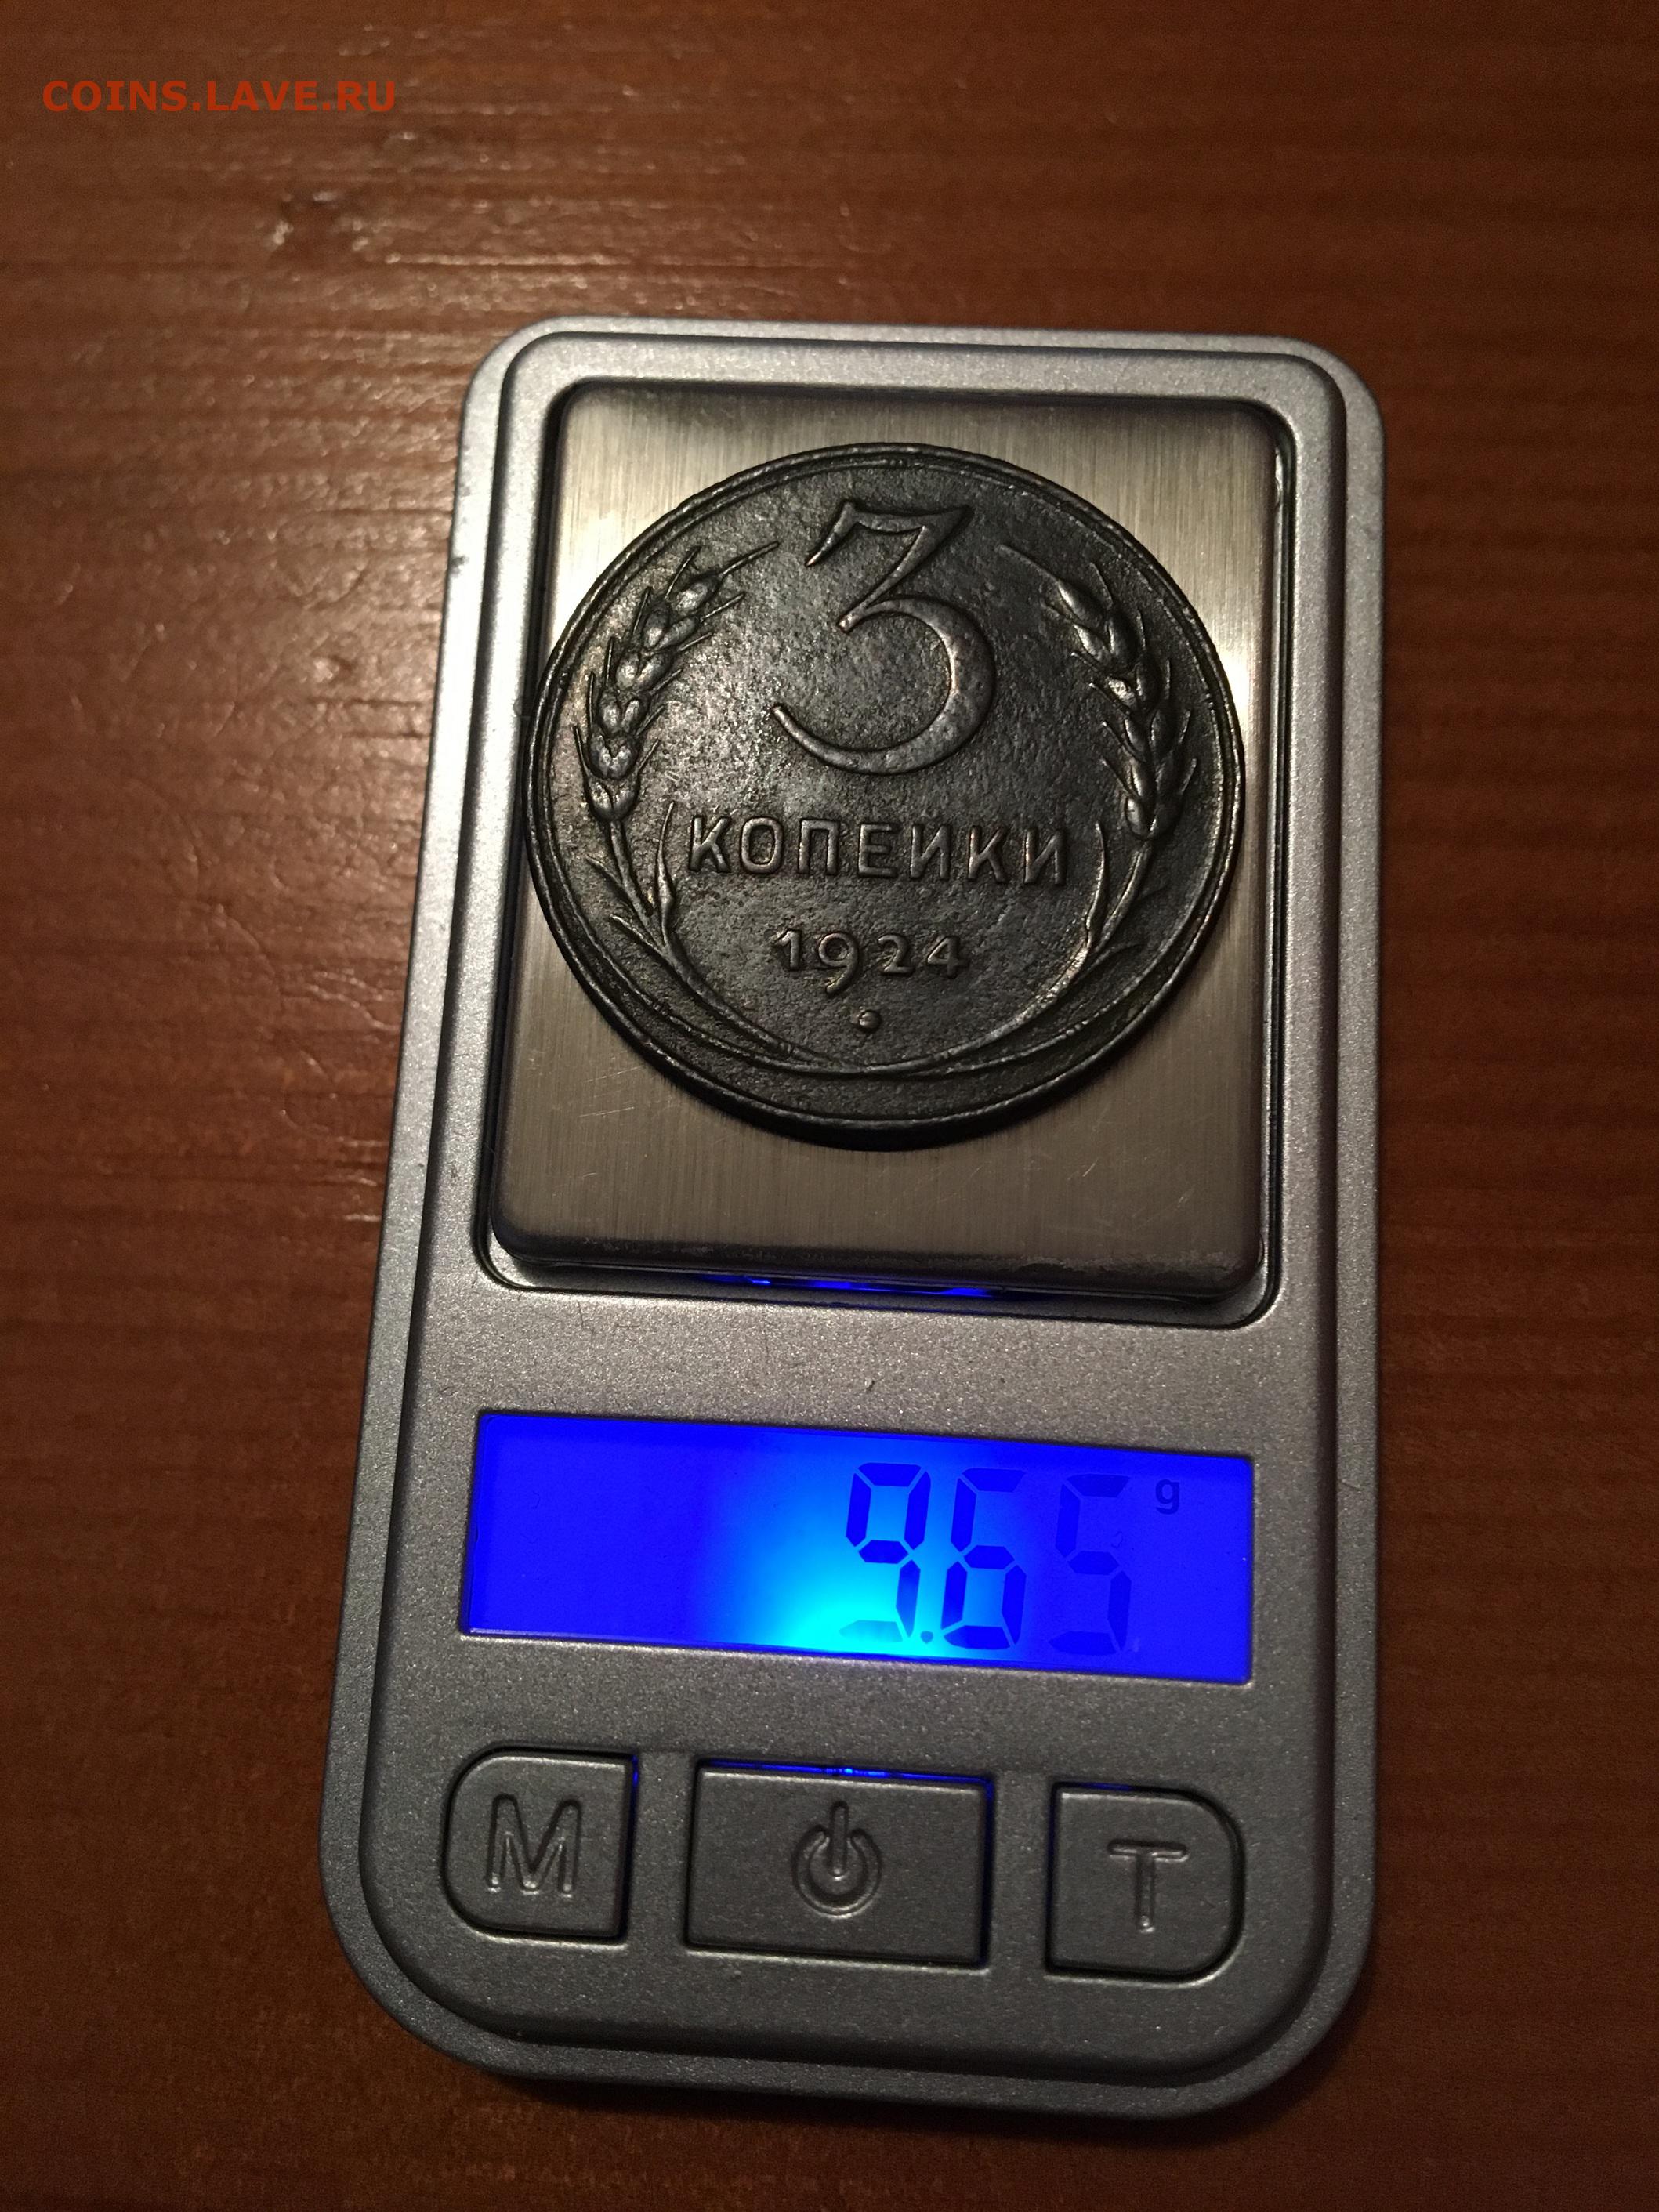 COINS.LAVE.RU
3
КОПЕЙКИ
1924
9.65 g
M T